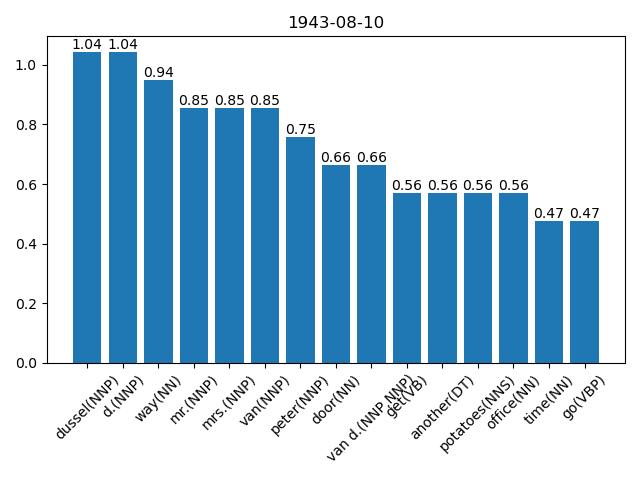 1943-08-10
1.04 1.04 0.94 0.85 0.85 0.85 0.75 0.66 0.66 0.56 0.56 0.56 0.56 0.47 0.47
1.0
0.8
0.6
0.4
0.2
0.0
dussel(NNP)
d.(NNP)
way(NN)
mr.(NNP)
mrs.(NNP)
van(NNP)
peter(NNP)
door(NN)
van d.(NNP NNP)
get(VB)
another(DT)
potatoes(NNS)
office(NN)
time(NN)
go(VBP)